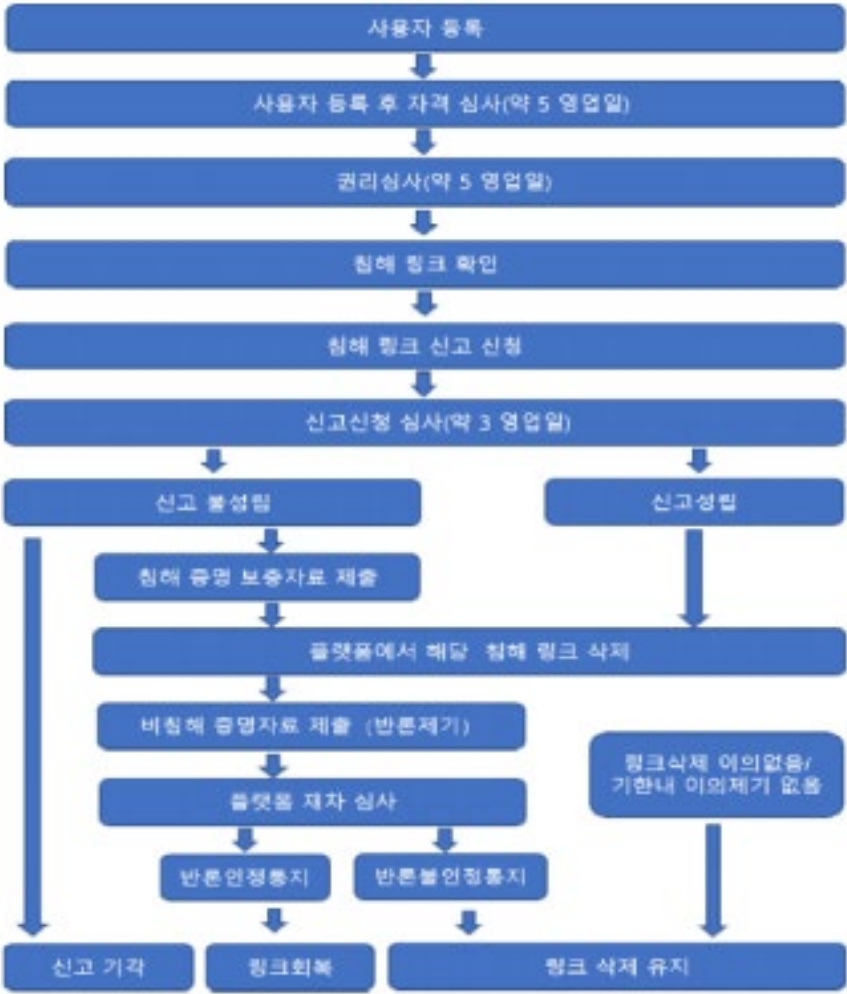 사용자 등록
사용자 등록 후 자격 심사(약 5 영업일)
권리심사(약 5 영업일)
침해 링크 확인
침해 링크 신고 신청
신고신청 심사(약 3 영업일)
신고 불성립
신고성립
침해 증명 보충자료 제출
플랫폼에서 해당 침해 링크 삭제
비침해 증명자료 제출 (반론제기)
링크삭제 이의없음/
기한내 이의제기 없음
플랫폼 재차 심사
반론인정통지
반론불인정통지
신고 기각
링크회복
링크 삭제 유지